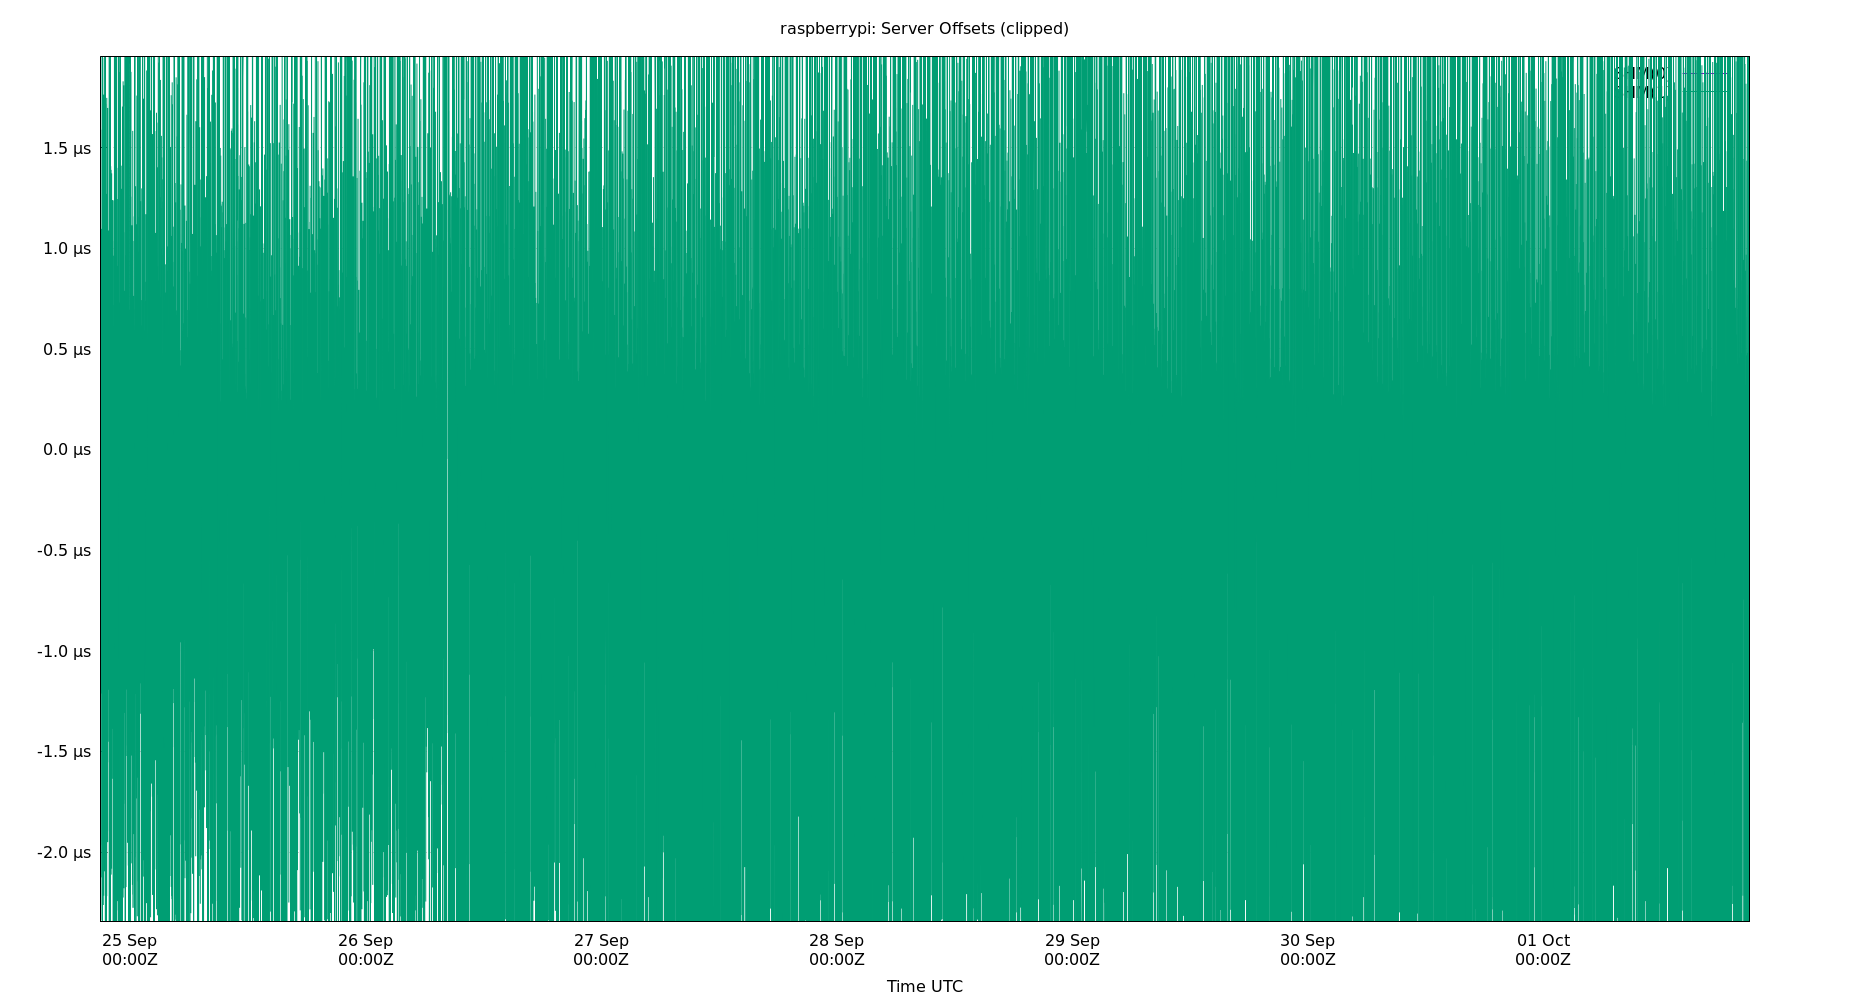 raspberrypi: Server Offsets (clipped)
1.5 μs
1.0 μs
0.5 μs
0.0 μs
-0.5 μs
-1.0 μs
-1.5 μs
-2.0 μs
25 Sep 26 Sep 27 Sep 28 Sep 29 Sep 30 Sep 01 Oct
00:00Z 00:00Z 00:00Z 00:00Z 00:00Z 00:00Z 00:00Z
Time UTC